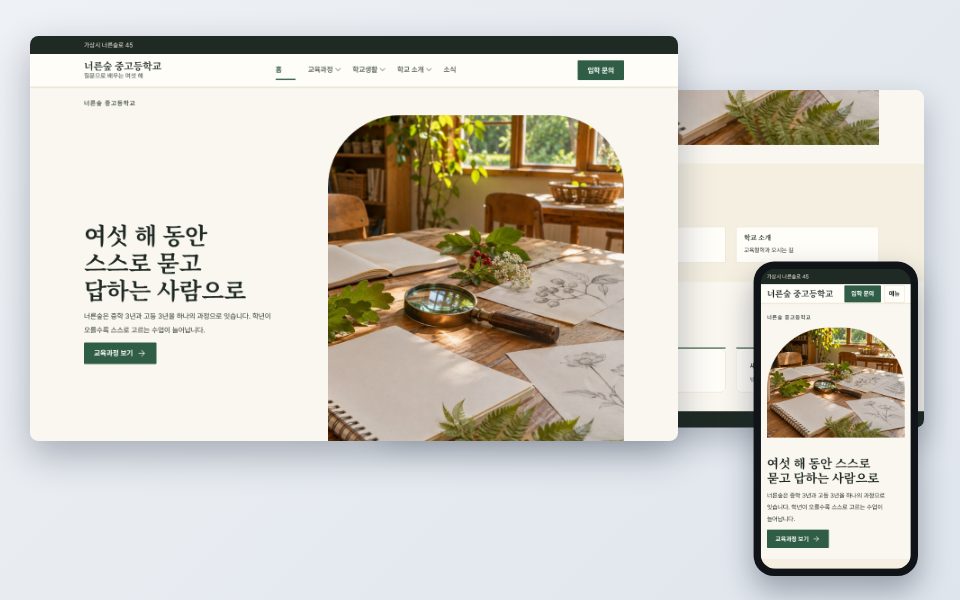 가상시 너른숲로 45
너른숲 중고등학교
질문으로 배우는 여섯 해
홈
교육과정
학교생활
학교 소개
소식
입학 문의
너른숲 중고등학교
여섯 해 동안
스스로 묻고
답하는 사람으로
너른숲은 중학 3년과 고등 3년을 하나의 과정으로 잇습니다. 학년이
오를수록 스스로 고르는 수업이 늘어납니다.
교육과정 보기
학교 소개
교육철학과 오시는 길
가상시 너른숲로 45
너른숲 중고등학교
입학 문의
메뉴
너른숲 중고등학교
여섯 해 동안 스스로
묻고 답하는 사람으로
너른숲은 중학 3년과 고등 3년을 하나의 과정으로
잇습니다. 학년이 오를수록 스스로 고르는 수업이
늘어납니다.
교육과정 보기